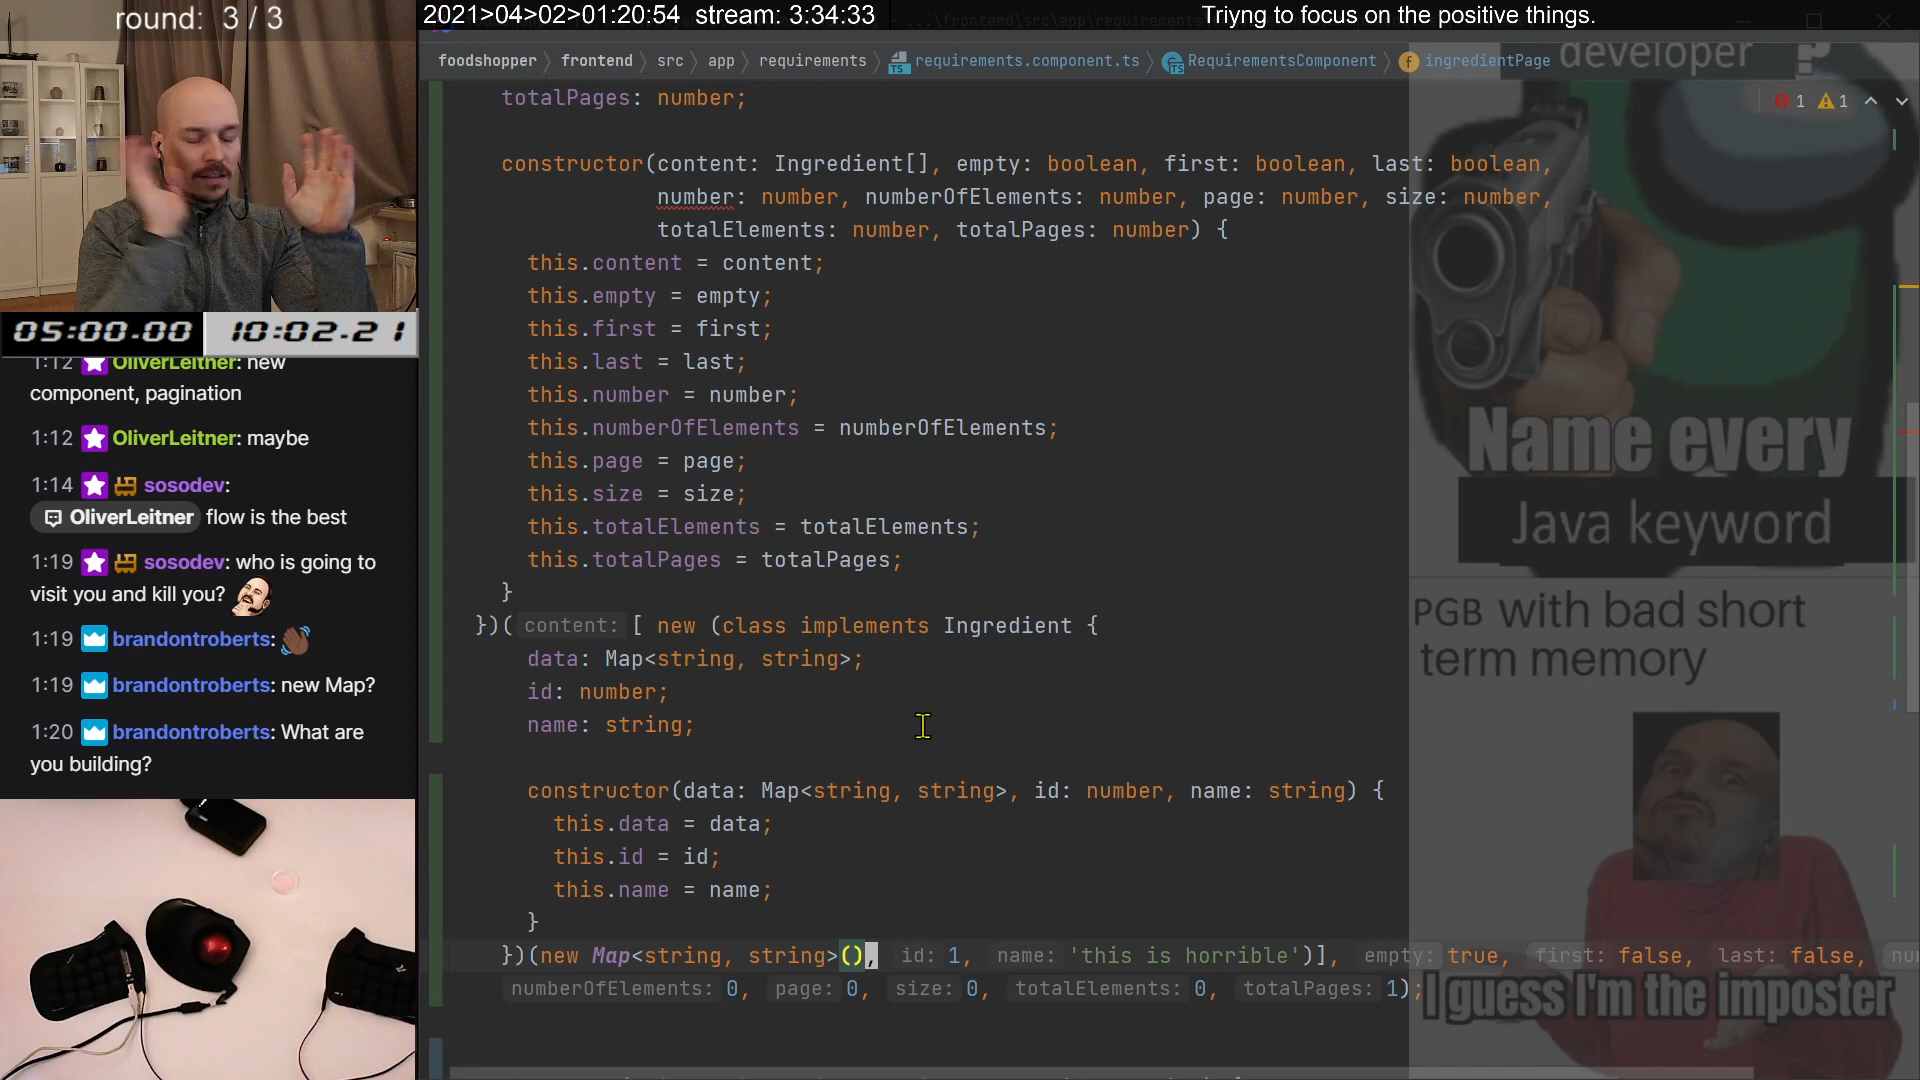 round: 3 / 3
2021>04>02>01:20:54 stream: 3:34:33
Triyng to focus on the positive things.
foodshopper
frontend
src
app
requirements
requirements.component.ts
RequirementsComponent
ingredientPage
1
1
05:00.00
10:02.21
1:12 OliverLeitner: new
component, pagination
1:12 OliverLeitner: maybe
1:14 sosodev:
OliverLeitner flow is the best
1:19 sosodev: who is going to
visit you and kill you?
1:19 brandontroberts:
1:19 brandontroberts: new Map?
1:20 brandontroberts: What are
you building?
totalPages: number;
constructor(content: Ingredient[], empty: boolean, first: boolean, last: boolean,
number: number, numberOfElements: number, page: number, size: number,
totalElements: number, totalPages: number) {
this.content = content;
this.empty = empty;
this.first = first;
this.last = last;
this.number = number;
this.numberOfElements = numberOfElements;
this.page = page;
this.size = size;
this.totalElements = totalElements;
this.totalPages = totalPages;
}
})( content: [ new (class implements Ingredient {
data: Map<string, string>;
id: number;
name: string;
constructor(data: Map<string, string>, id: number, name: string) {
this.data = data;
this.id = id;
this.name = name;
}
})(new Map<string, string>(), id: 1, name: 'this is horrible')], empty: true, first: false, last: false,
numberOfElements: 0, page: 0, size: 0, totalElements: 0, totalPages: 1);
developer ?
Name every
Java keyword
PGB with bad short
term memory
I guess I'm the imposter